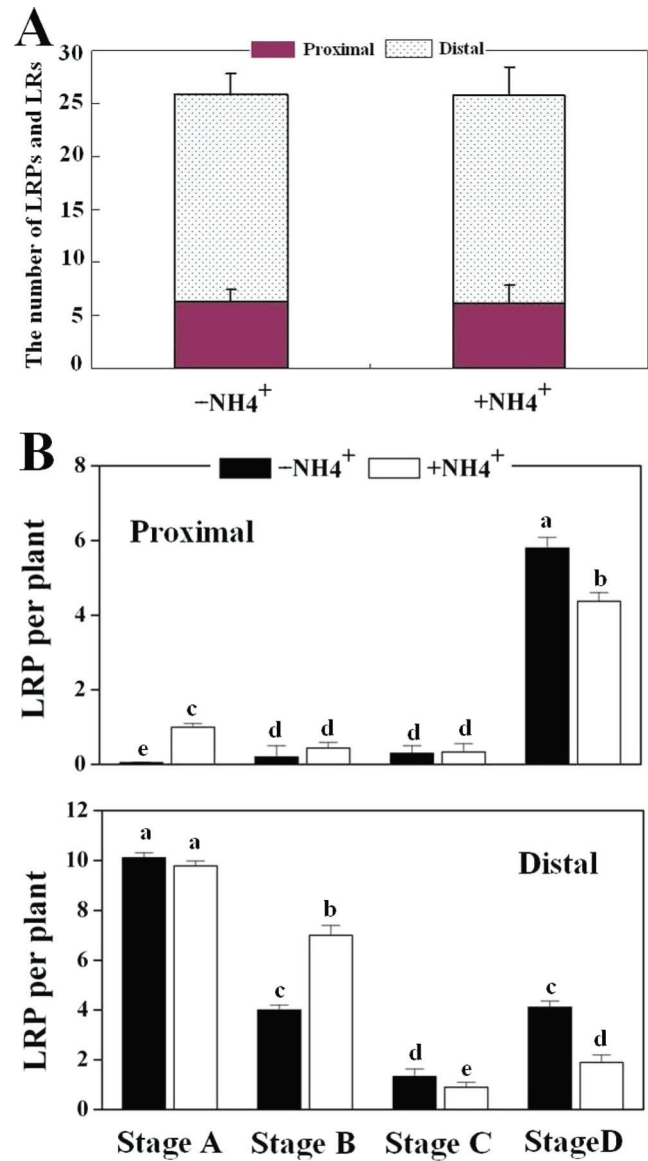 A
Proximal Distal
The number of LRPs and LRs
30
25
20
15
10
5
0
−NH4+ +NH4+
B
−NH4+ +NH4+
Proximal
LRP per plant
8
6
4
2
0
e c d d d d a b
Distal
LRP per plant
12
10
8
6
4
2
0
a a c b d e c d
Stage A Stage B Stage C StageD